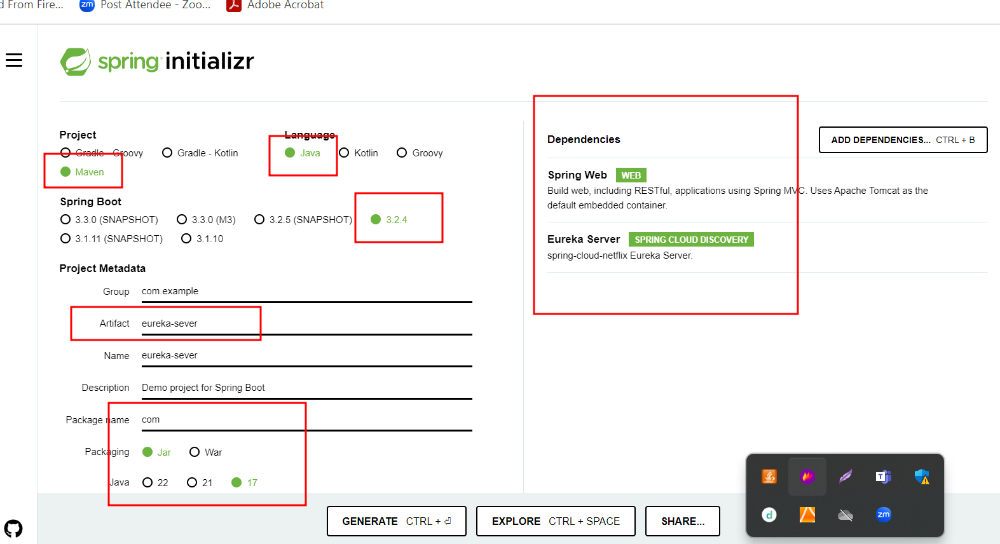 d From Fire...
zm Post Attendee - Zoo...
Adobe Acrobat
spring initializr
Project
Gradle - Groovy
Gradle - Kotlin
Maven
Language
Java
Kotlin
Groovy
Spring Boot
3.3.0 (SNAPSHOT)
3.3.0 (M3)
3.2.5 (SNAPSHOT)
3.2.4
3.1.11 (SNAPSHOT)
3.1.10
Project Metadata
Group com.example
Artifact eureka-sever
Name eureka-sever
Description Demo project for Spring Boot
Package name com
Packaging Jar War
Java 22 21 17
Dependencies
ADD DEPENDENCIES... CTRL + B
Spring Web WEB
Build web, including RESTful, applications using Spring MVC. Uses Apache Tomcat as the
default embedded container.
Eureka Server SPRING CLOUD DISCOVERY
spring-cloud-netflix Eureka Server.
GENERATE CTRL + ⏎
EXPLORE CTRL + SPACE
SHARE...
T
d
zm